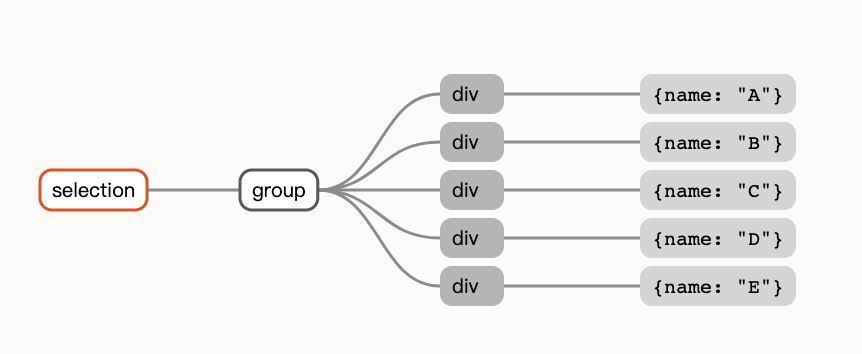 div {name: "A"}
div {name: "B"}
selection group div {name: "C"}
div {name: "D"}
div {name: "E"}